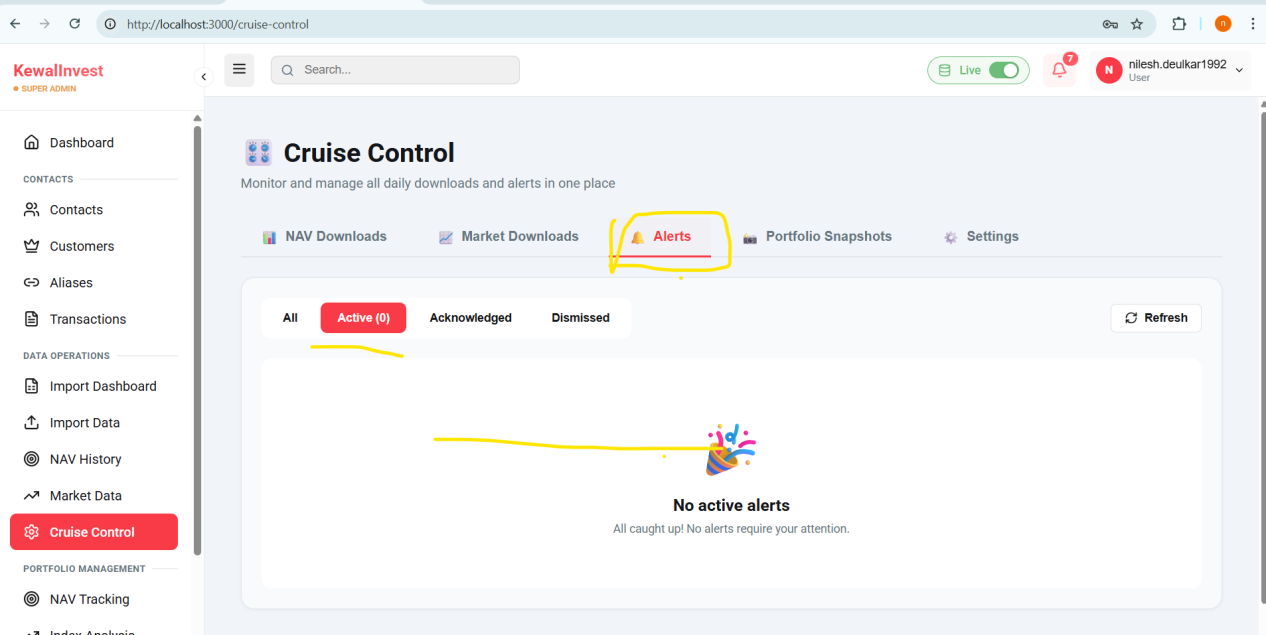 http://localhost:3000/cruise-control
n
KewalInvest
SUPER ADMIN
Search...
Live
7
N
nilesh.deulkar1992
User
Dashboard
CONTACTS
Contacts
Customers
Aliases
Transactions
DATA OPERATIONS
Import Dashboard
Import Data
NAV History
Market Data
Cruise Control
PORTFOLIO MANAGEMENT
NAV Tracking
Index Analysis
Cruise Control
Monitor and manage all daily downloads and alerts in one place
NAV Downloads Market Downloads Alerts Portfolio Snapshots Settings
All Active (0) Acknowledged Dismissed Refresh
No active alerts
All caught up! No alerts require your attention.